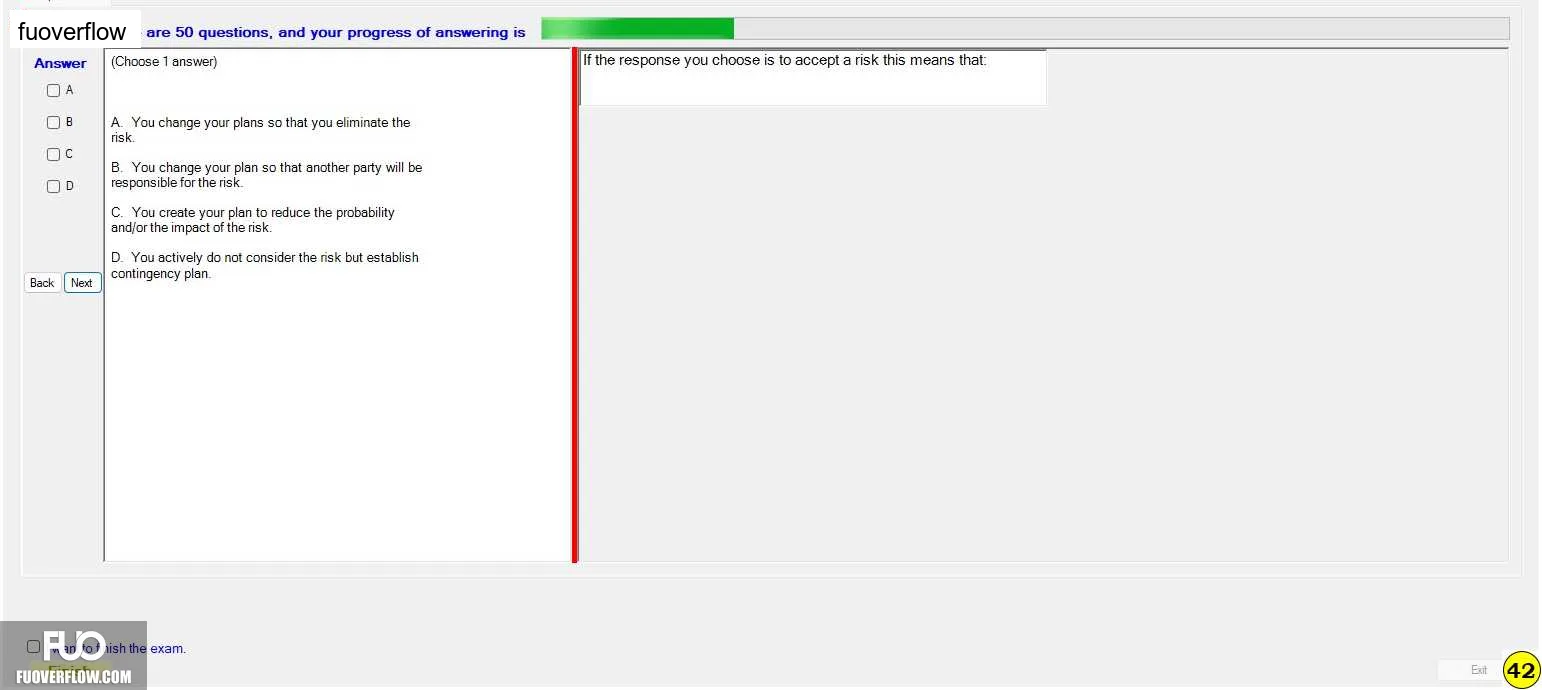 fuoverflow are 50 questions, and your progress of answering is
Answer
A
B
C
D
Back Next
(Choose 1 answer)
A. You change your plans so that you eliminate the
risk.
B. You change your plan so that another party will be
responsible for the risk.
C. You create your plan to reduce the probability
and/or the impact of the risk.
D. You actively do not consider the risk but establish
contingency plan.
If the response you choose is to accept a risk this means that:
FUO
want to finish the exam.
Finish
FUOVERFLOW.COM
Exit
42